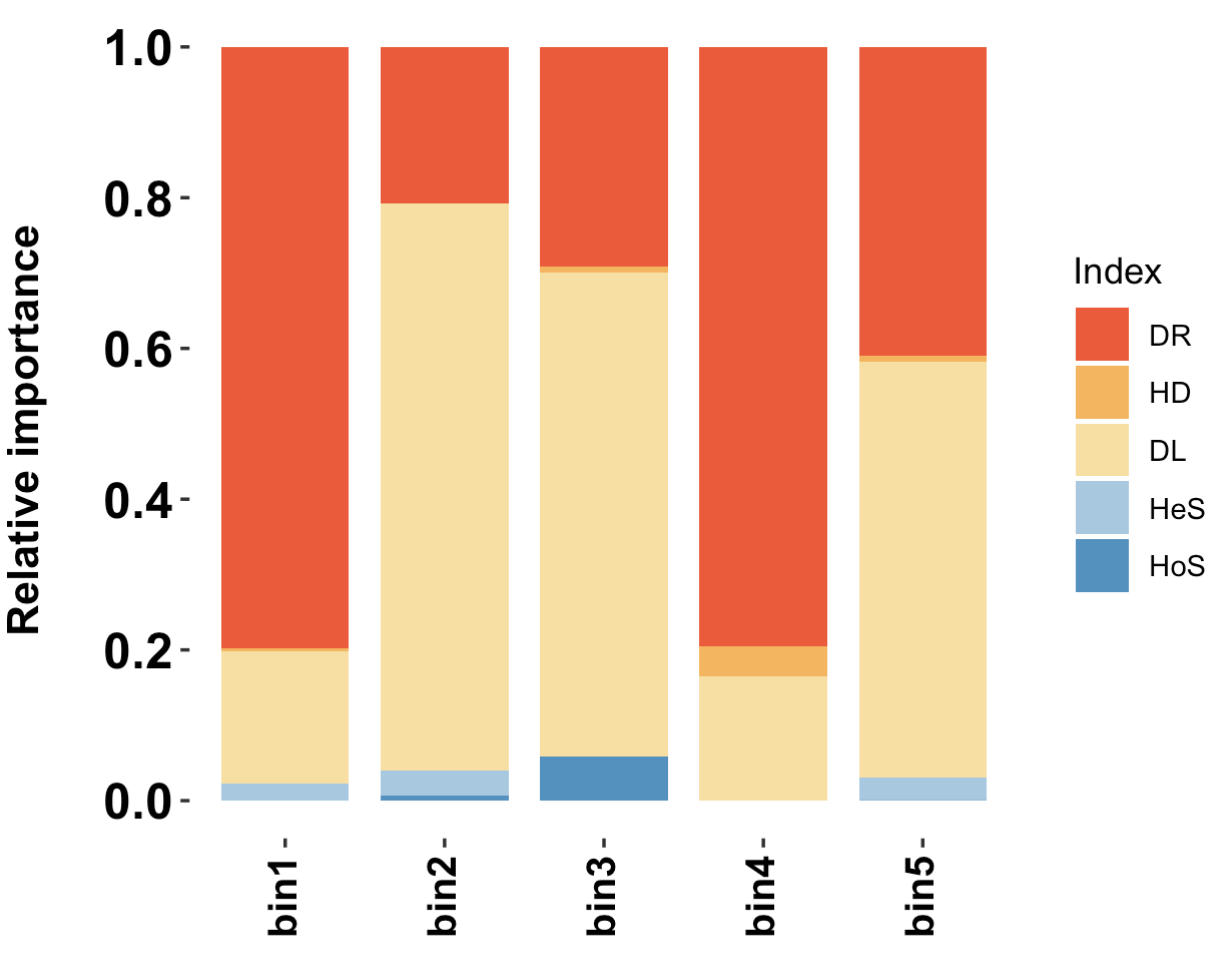 Relative importance
1.0
0.8
0.6
0.4
0.2
0.0
bin1
bin2
bin3
bin4
bin5
Index
DR
HD
DL
HeS
HoS